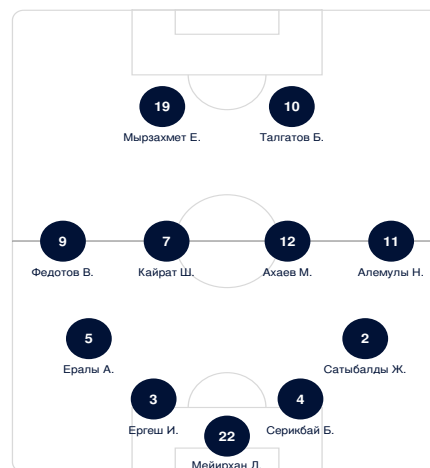 19
10
Мырзахмет Е.
Талгатов Б.
9
7
12
11
Федотов В.
Кайрат Ш.
Ахаев М.
Алемулы Н.
5
2
Ералы А.
Сатыбалды Ж.
3
4
Ергеш И.
22
Серикбай Б.
Мейирхан Д.